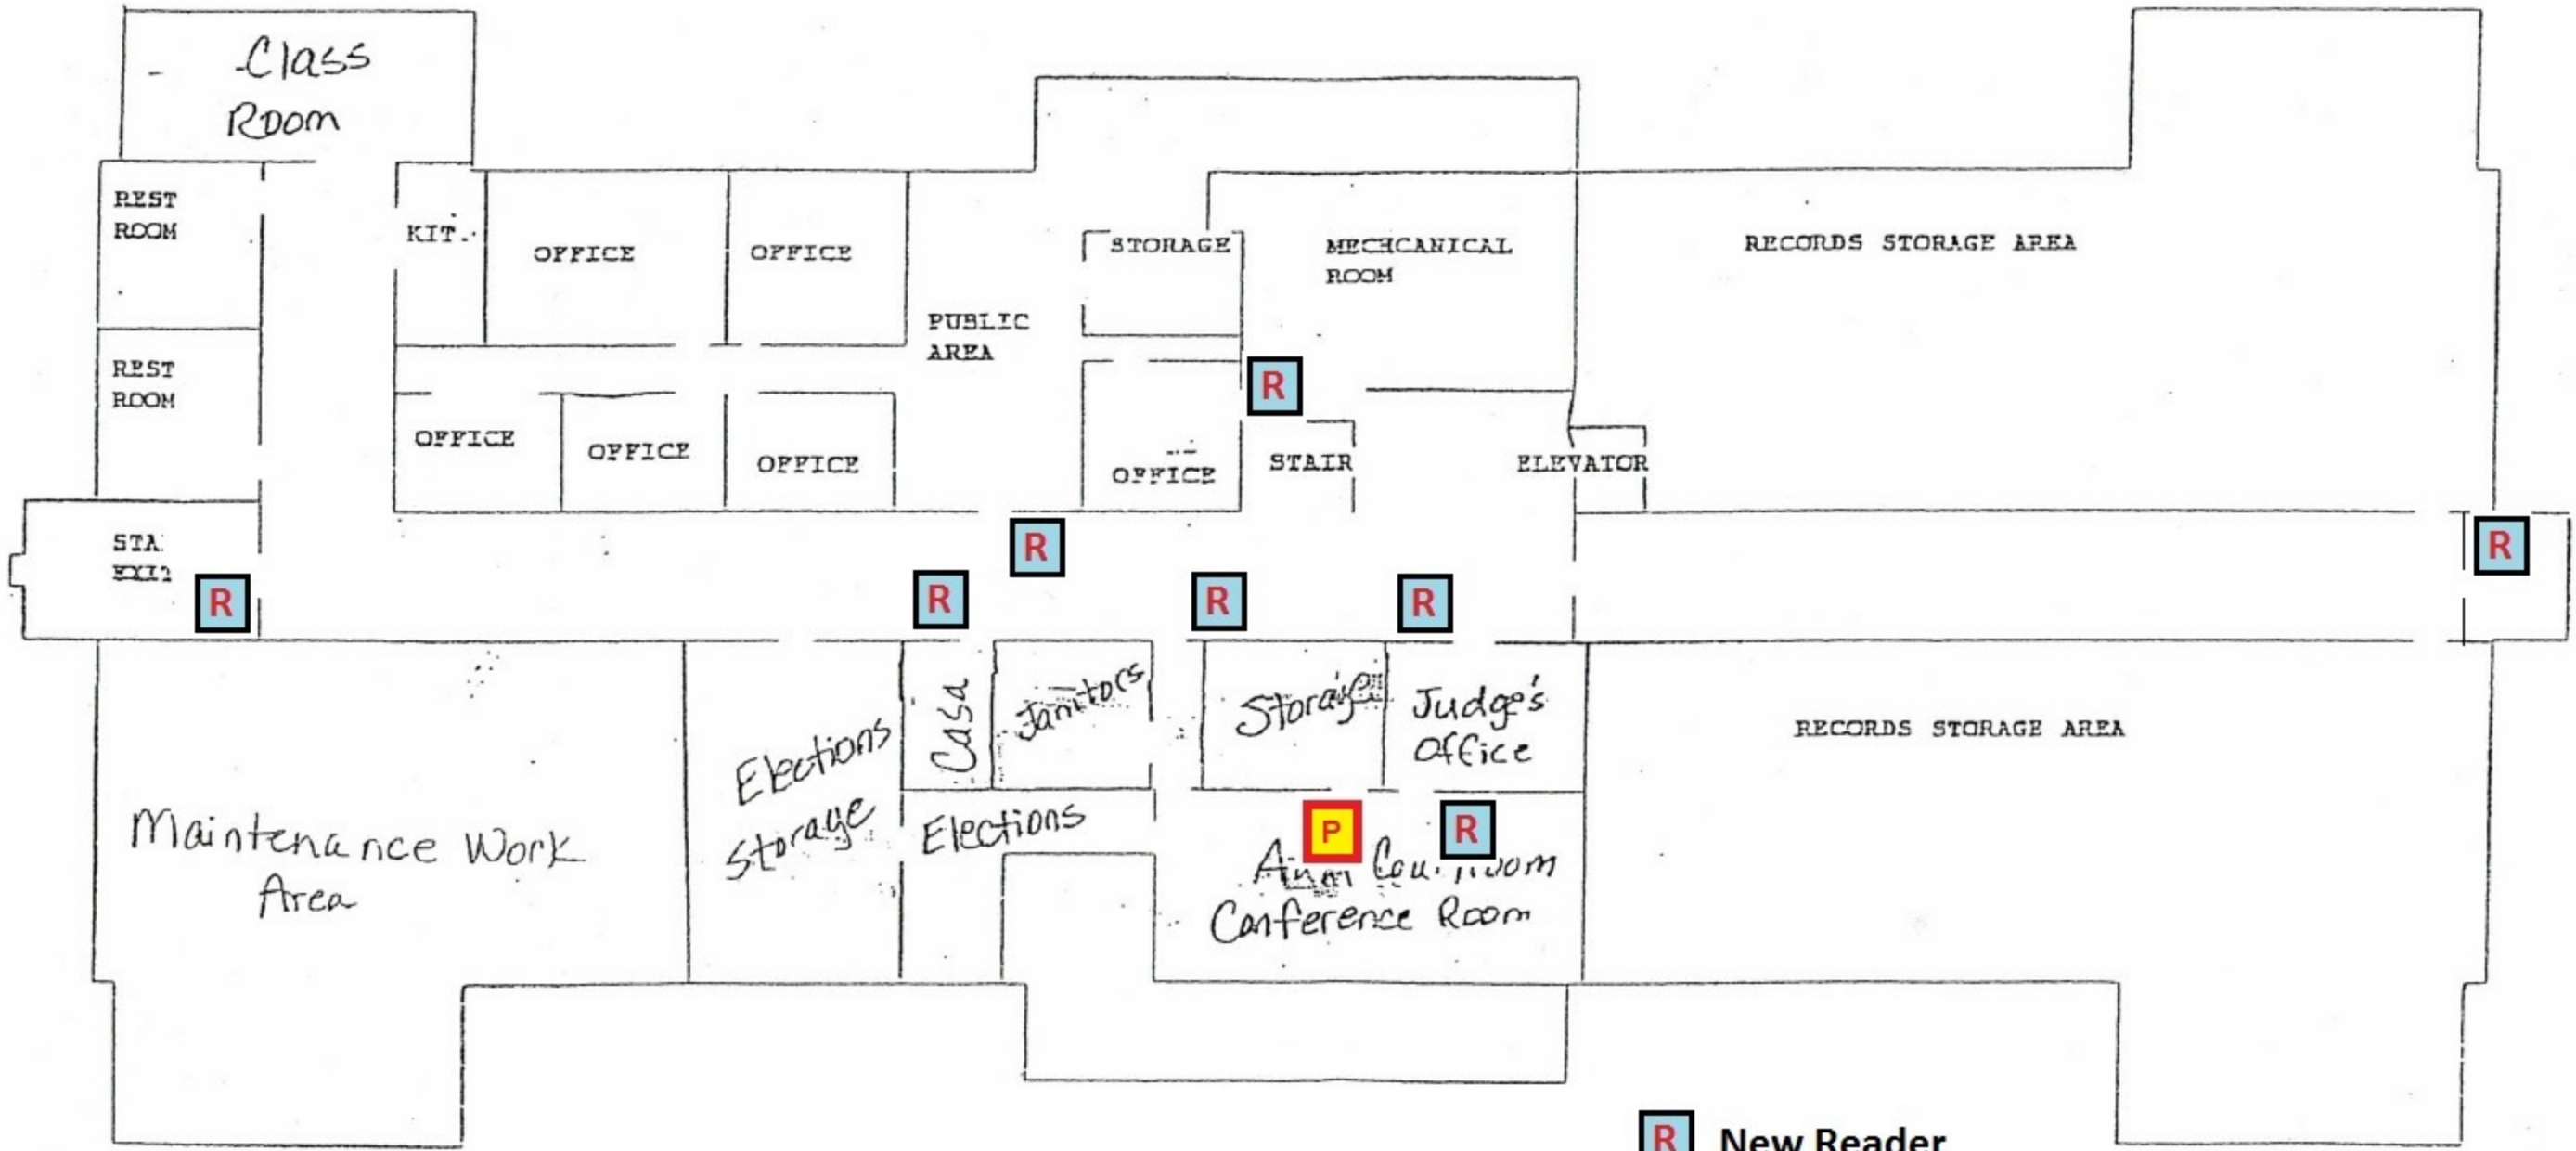 Class
Room
REST
ROOM
KIT.
OFFICE
OFFICE
STORAGE
MECHCANICAL
ROOM
RECORDS STORAGE AREA
PUBLIC
AREA
REST
ROOM
R
OFFICE
OFFICE
OFFICE
OFFICE
STAIR
ELEVATOR
STA
R
R
R
R
R
R
Casa
Janitors
Storage
Judge's
Office
RECORDS STORAGE AREA
Elections
Storage
Elections
Maintenance Work
Area
P
R
Conference Room
R New Reader